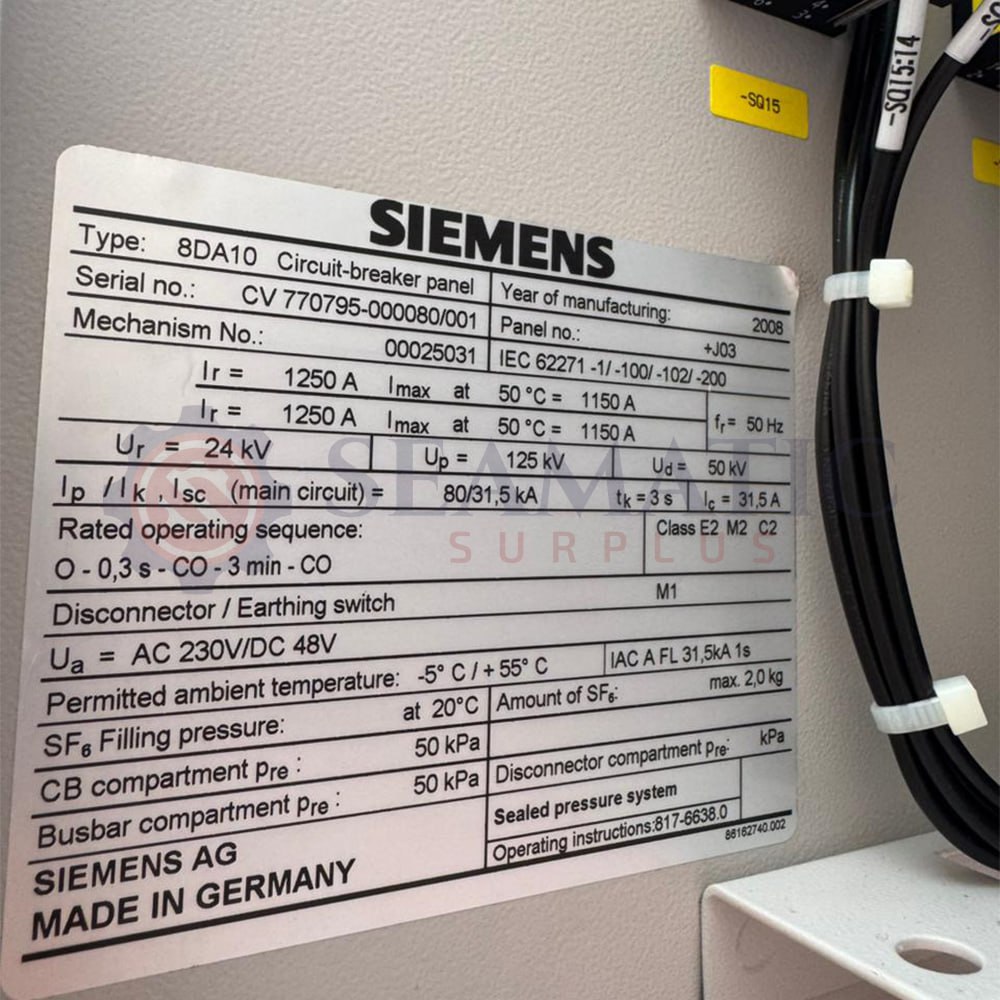 -SQ15
-SQ15:14
SIEMENS
Type: 8DA10 Circuit-breaker panel
Year of manufacturing: 2008
Serial no.: CV 770795-000080/001
Panel no.: +J03
Mechanism No.: 00025031
IEC 62271 -1/ -100/ -102/ -200
Ir = 1250 A Imax at 50 °C = 1150 A
Ir = 1250 A Imax at 50 °C = 1150 A
fr = 50 Hz
Ur = 24 kV Up = 125 kV Ud = 50 kV
Ip / Ik , Isc (main circuit) = 80/31,5 kA tk = 3 s Ic = 31,5 A
Rated operating sequence:
Class E2 M2 C2
O - 0,3 s - CO - 3 min - CO
Disconnector / Earthing switch M1
Ua = AC 230V/DC 48V
Permitted ambient temperature: -5° C / + 55° C IAC A FL 31,5kA 1s
SF6 Filling pressure: at 20°C
Amount of SF6: max. 2,0 kg
CB compartment pre : 50 kPa
Disconnector compartment pre: kPa
Busbar compartment pre : 50 kPa
Sealed pressure system
Operating instructions:817-6638.0
86162740.002
SIEMENS AG
MADE IN GERMANY
SEAMATIC
SURPLUS